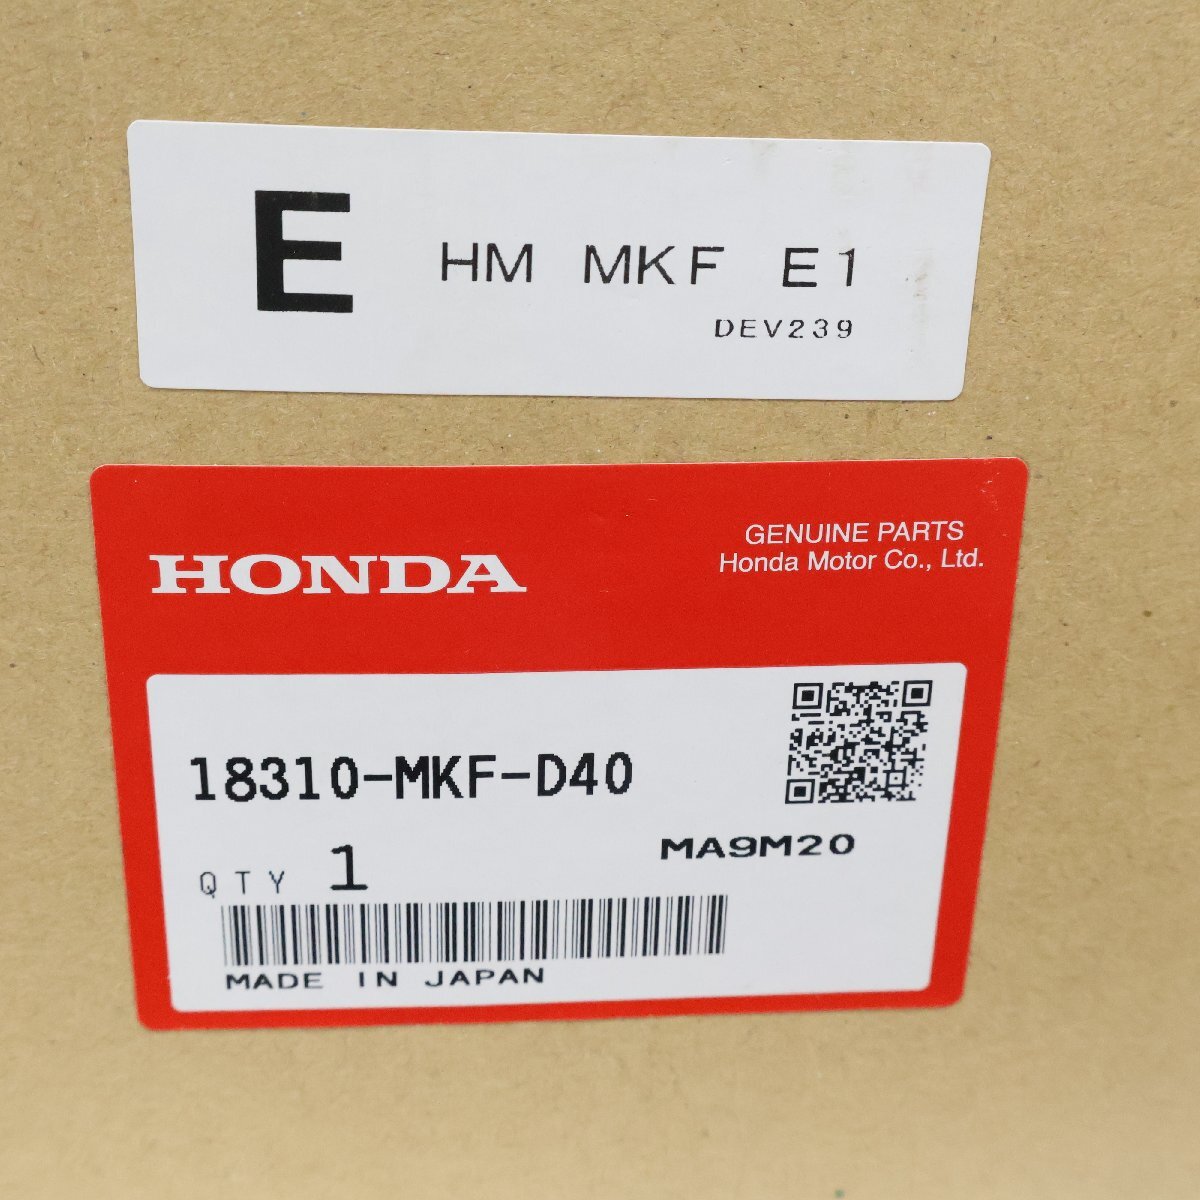 E HM MKF E1
DEV239
HONDA
GENUINE PARTS
Honda Motor Co., Ltd.
18310-MKF-D40
MA9M20
QTY 1
MADE IN JAPAN